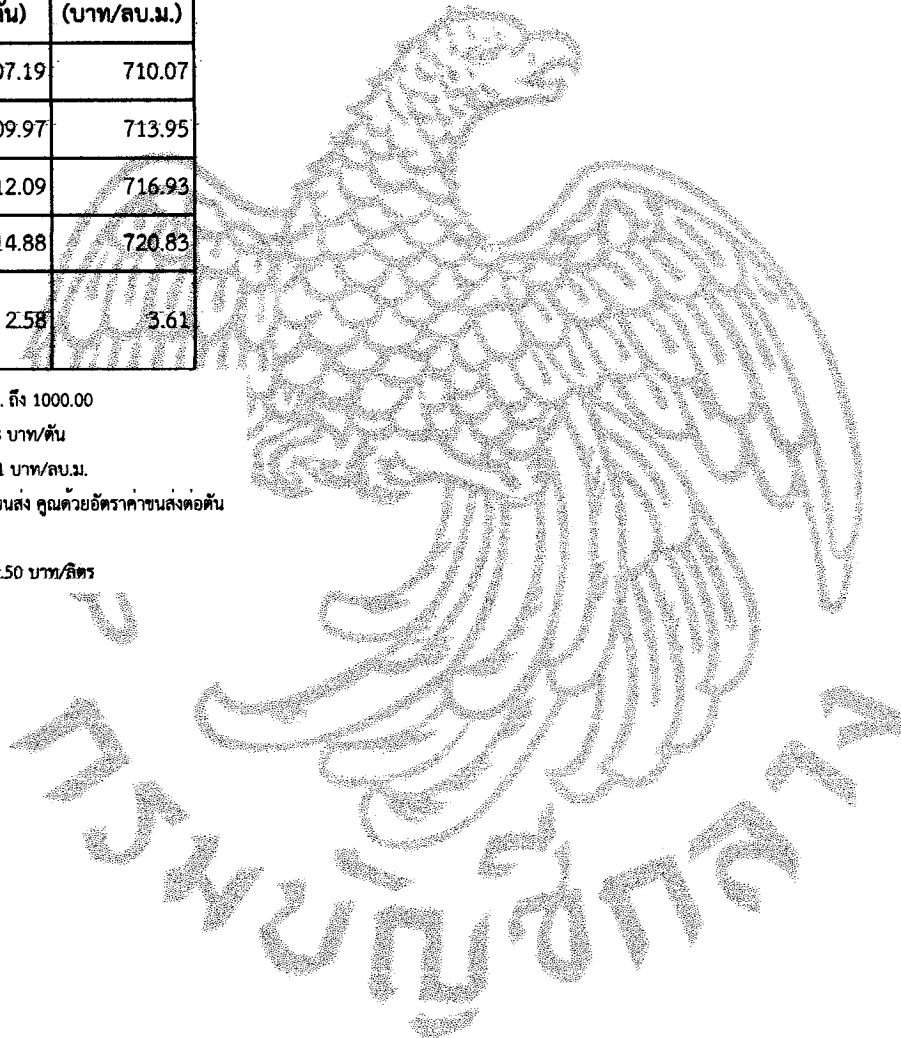 ัน) (บาท/ลบ.ม.)
07.19 710.07
09.97 713.95
12.09 716.93
14.88 720.83
2.58 3.61
. ถึง 1000.00
บาท/ตัน
1 บาท/ลบ.ม.
ขนส่ง คูณด้วยอัตราค่าขนส่งต่อตัน
.50 บาท/ลิตร
กรมบัญชีกลาง